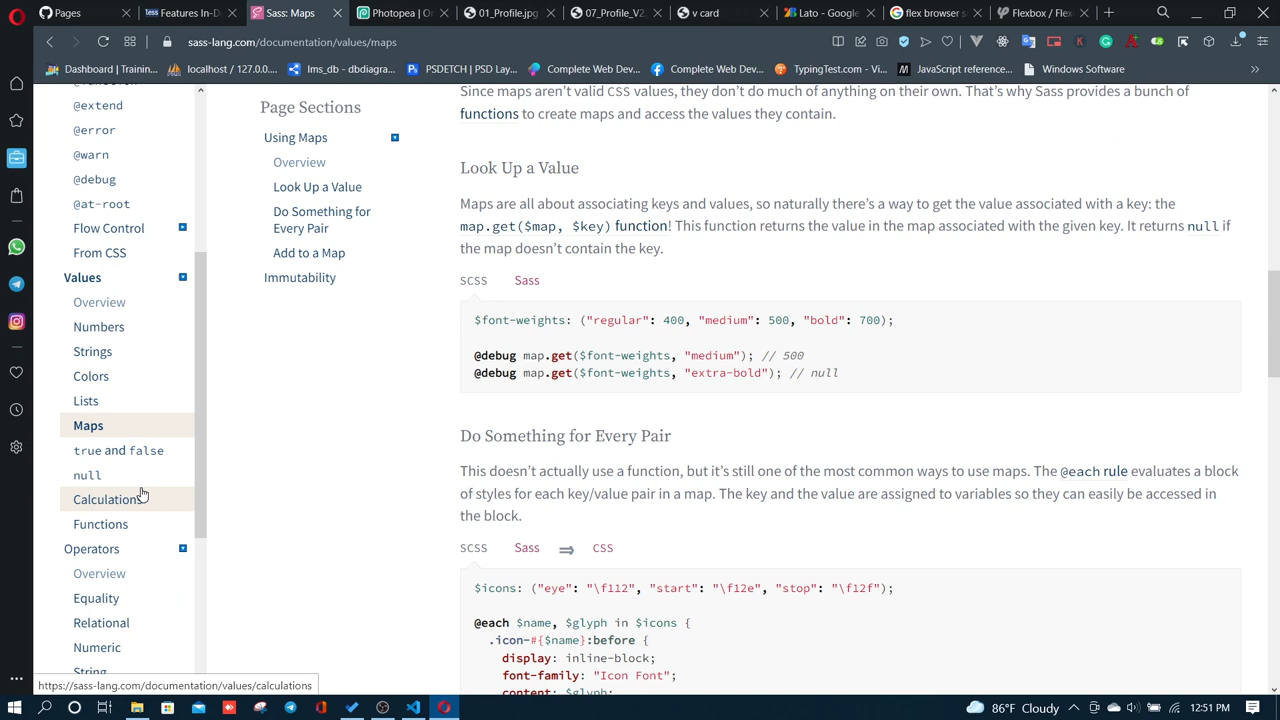 Pages
Features In-D
Sass: Maps
Photopea | On
01_Profile.jpg
07_Profile_V2
v card
Lato - Google
flex browser s
Flexbox / Flex
sass-lang.com/documentation/values/maps
Dashboard | Trainin...
localhost / 127.0.0....
lms_db - dbdiagra...
PSDETCH | PSD Lay...
Complete Web Dev...
Complete Web Dev...
TypingTest.com - Vi...
JavaScript reference...
Windows Software
@extend
@error
@warn
@debug
@at-root
Flow Control
From CSS
Values
Overview
Numbers
Strings
Colors
Lists
Maps
true and false
null
Calculations
Functions
Operators
Overview
Equality
Relational
Numeric
String
Page Sections
Using Maps
Overview
Look Up a Value
Do Something for
Every Pair
Add to a Map
Immutability
Since maps aren't valid CSS values, they don't do much of anything on their own. That's why Sass provides a bunch of
functions to create maps and access the values they contain.
Look Up a Value
Maps are all about associating keys and values, so naturally there's a way to get the value associated with a key: the
map.get($map, $key) function! This function returns the value in the map associated with the given key. It returns null if
the map doesn't contain the key.
SCSS Sass
$font-weights: ("regular": 400, "medium": 500, "bold": 700);
@debug map.get($font-weights, "medium"); // 500
@debug map.get($font-weights, "extra-bold"); // null
Do Something for Every Pair
This doesn't actually use a function, but it's still one of the most common ways to use maps. The @each rule evaluates a block
of styles for each key/value pair in a map. The key and the value are assigned to variables so they can easily be accessed in
the block.
SCSS Sass CSS
$icons: ("eye": "\f112", "start": "\f12e", "stop": "\f12f");
@each $name, $glyph in $icons {
.icon-#{$name}:before {
display: inline-block;
font-family: "Icon Font";
content: $glyph;
https://sass-lang.com/documentation/values/calculations
86°F Cloudy
12:51 PM